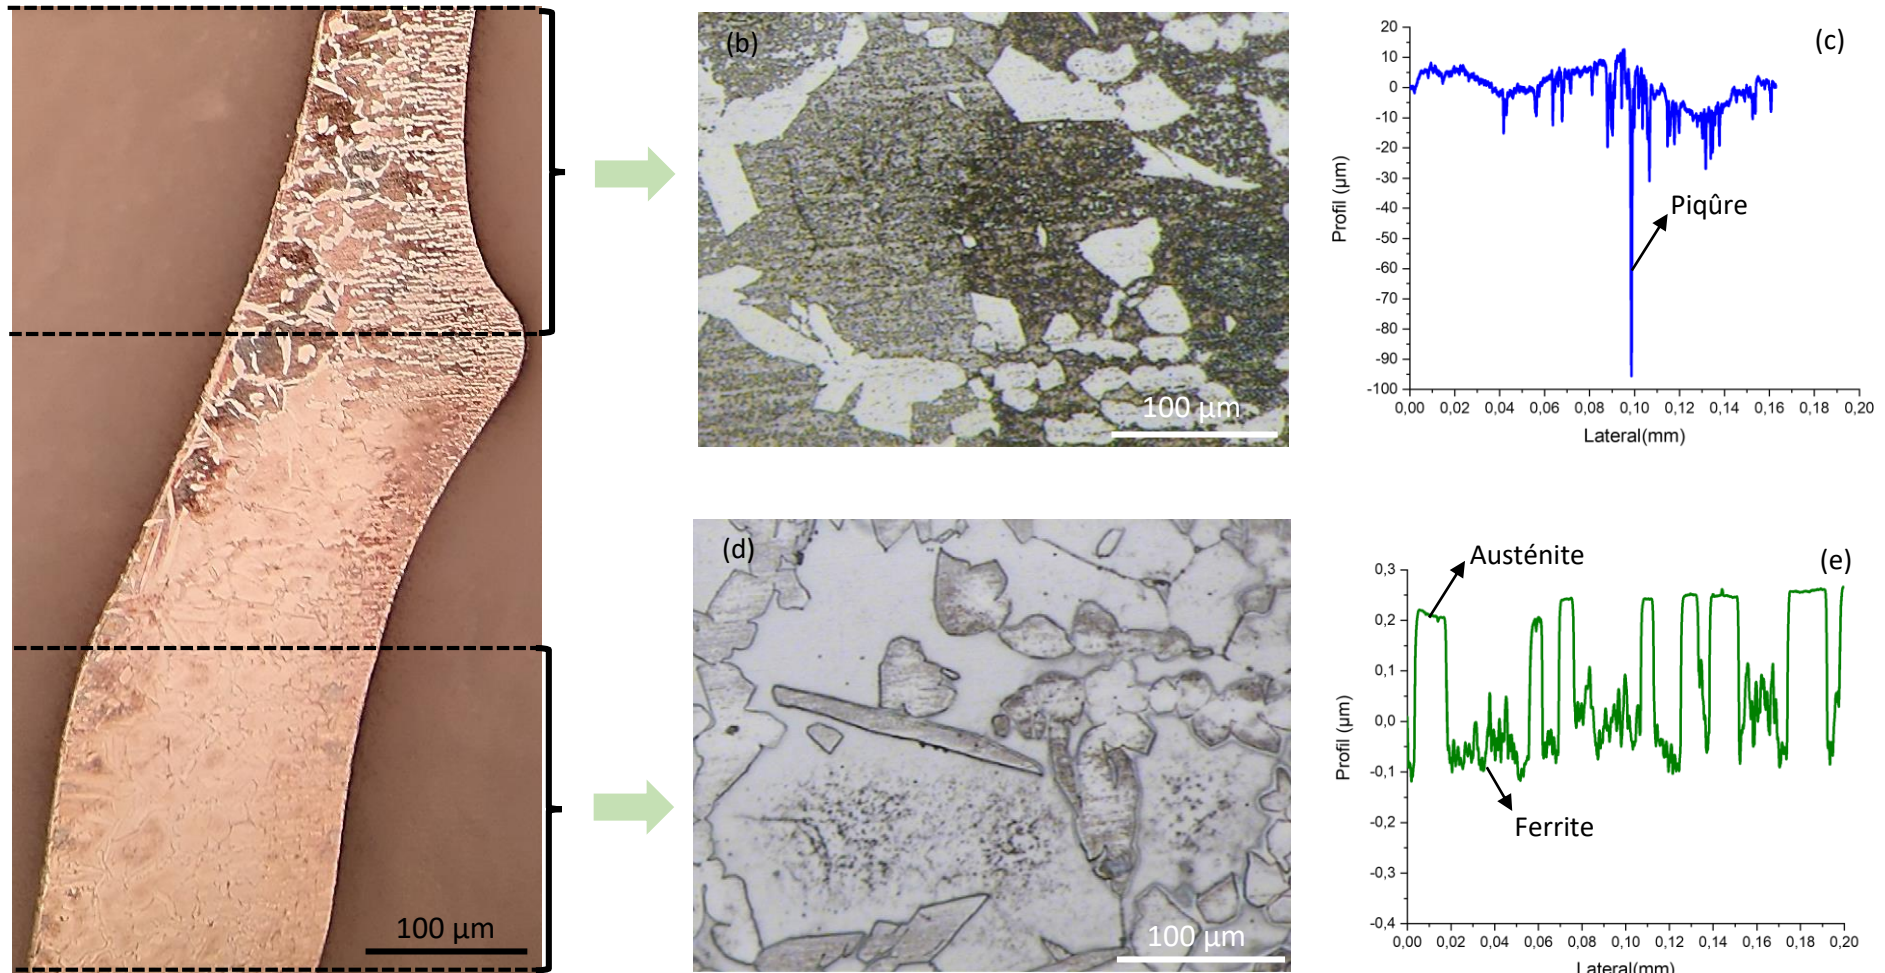 100 µm
(b)
100 µm
(c)
20
10
0
-10
-20
-30
-40
-50
-60
-70
-80
-90
-100
Profil (µm)
Piqûre
0,00 0,02 0,04 0,06 0,08 0,10 0,12 0,14 0,16 0,18 0,20
Lateral(mm)
(d)
100 µm
(e)
0,3
0,2
0,1
0,0
-0,1
-0,2
-0,3
-0,4
Profil (µm)
Austénite
Ferrite
0,00 0,02 0,04 0,06 0,08 0,10 0,12 0,14 0,16 0,18 0,20
Lateral(mm)